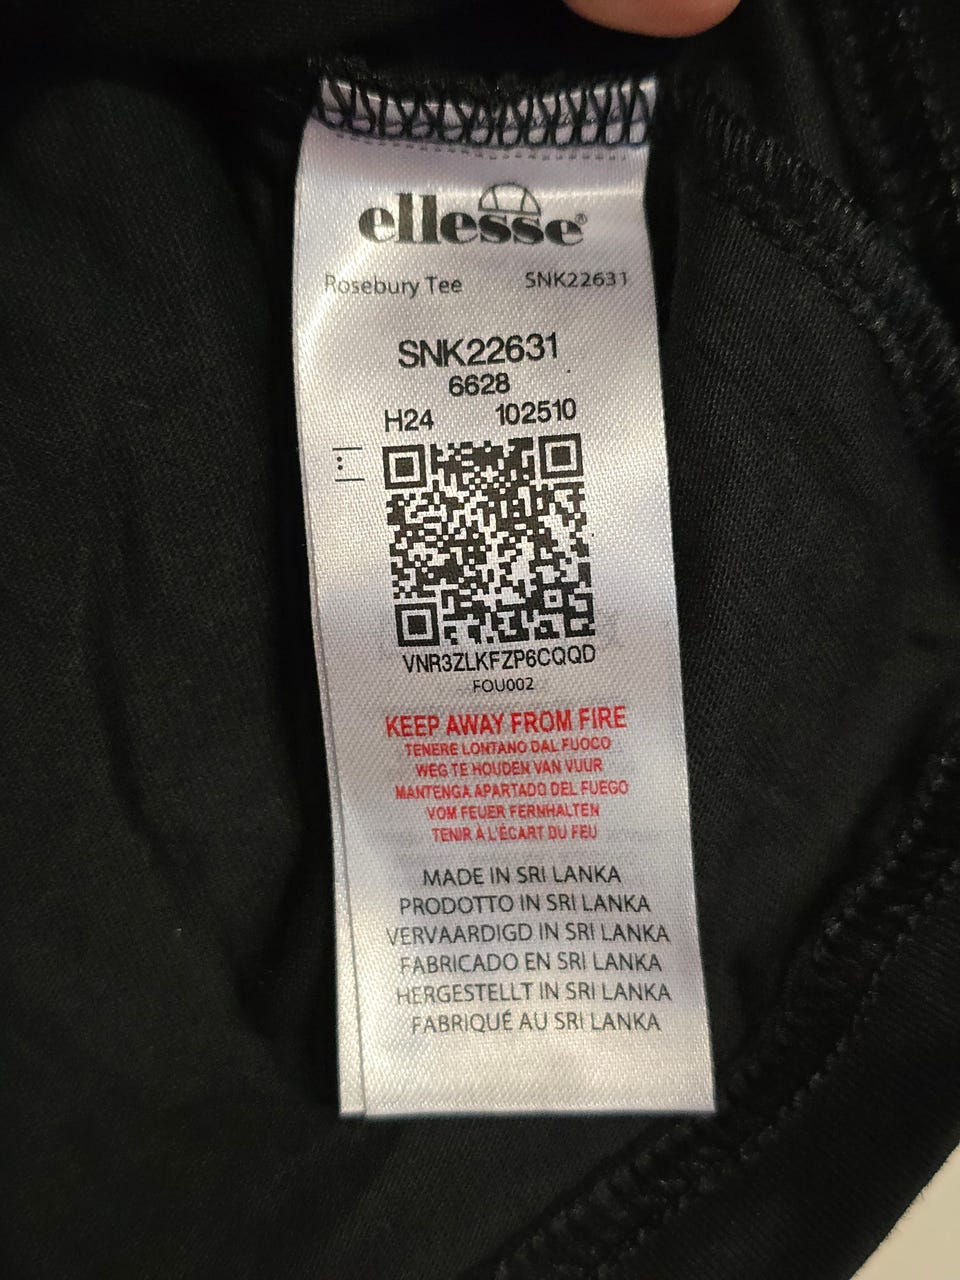 ellesse®
Rosebury Tee SNK22631
SNK22631
6628
H24 102510
VNR3ZLKFZP6CQQD
FOU002
KEEP AWAY FROM FIRE
TENERE LONTANO DAL FUOCO
WEG TE HOUDEN VAN VUUR
MANTENGA APARTADO DEL FUEGO
VOM FEUER FERNHALTEN
TENIR À L'ÉCART DU FEU
MADE IN SRI LANKA
PRODOTTO IN SRI LANKA
VERVAARDIGD IN SRI LANKA
FABRICADO EN SRI LANKA
HERGESTELLT IN SRI LANKA
FABRIQUÉ AU SRI LANKA